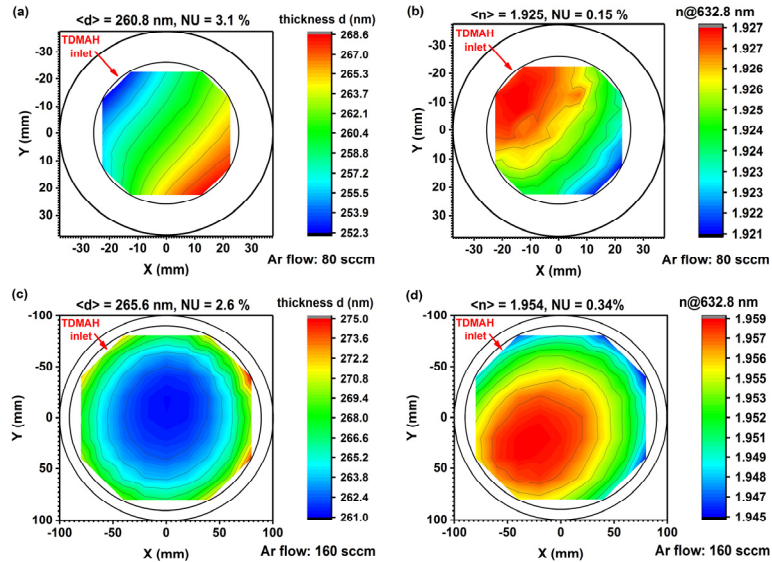 (a)
<d> = 260.8 nm, NU = 3.1 %
thickness d (nm)
TDMAH
inlet
-30
-20
-10
0
10
20
30
Y (mm)
-30 -20 -10 0 10 20 30
X (mm)
268.6
267.0
265.3
263.7
262.1
260.4
258.8
257.2
255.5
253.9
252.3
Ar flow: 80 sccm
(b)
<n> = 1.925, NU = 0.15 %
n@632.8 nm
TDMAH
inlet
-30
-20
-10
0
10
20
30
Y (mm)
-30 -20 -10 0 10 20 30
X (mm)
1.927
1.926
1.926
1.925
1.924
1.924
1.923
1.923
1.922
1.921
1.921
Ar flow: 80 sccm
(c)
<d> = 265.6 nm, NU = 2.6 %
thickness d (nm)
TDMAH
inlet
-100
-50
0
50
100
Y (mm)
-100 -50 0 50 100
X (mm)
275.0
273.6
272.2
270.8
269.4
268.0
266.6
265.2
263.8
262.4
261.0
Ar flow: 160 sccm
(d)
<n> = 1.954, NU = 0.34%
n@632.8 nm
TDMAH
inlet
-100
-50
0
50
100
Y (mm)
-100 -50 0 50 100
X (mm)
1.959
1.958
1.956
1.955
1.953
1.952
1.951
1.949
1.948
1.946
1.945
Ar flow: 160 sccm